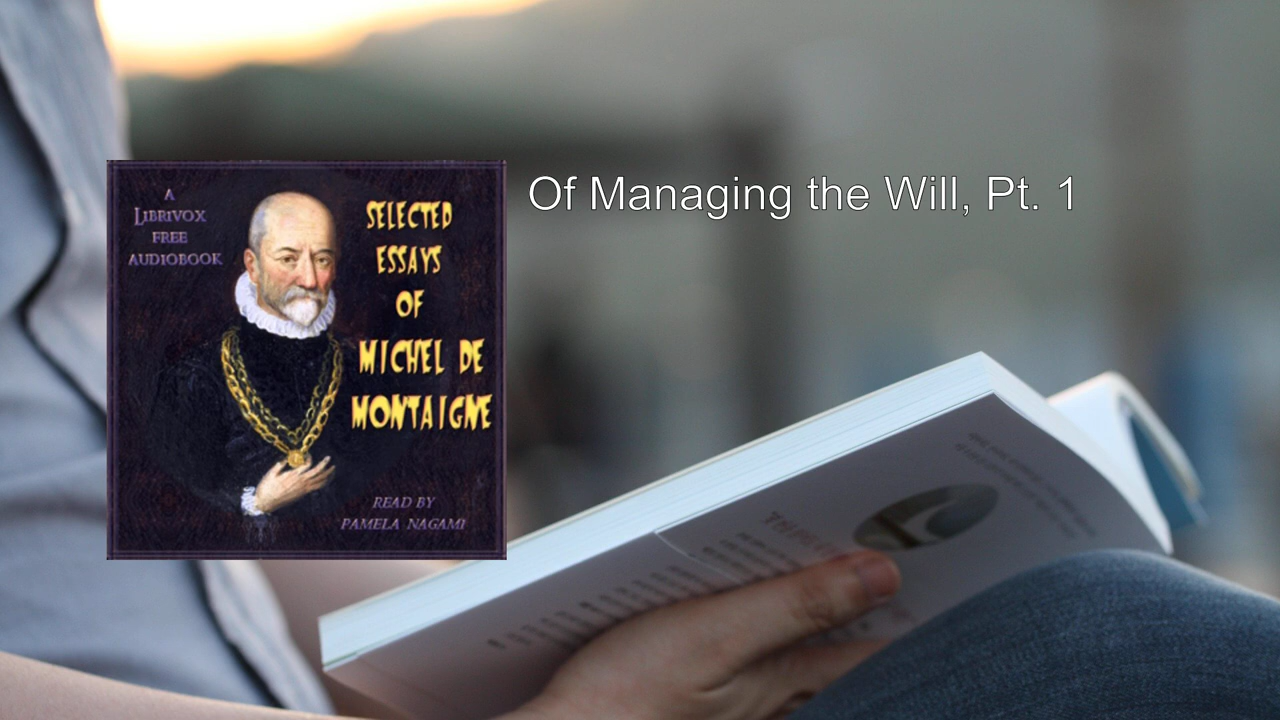 A
LIBRIVOX
FREE
AUDIOBOOK
SELECTED
ESSAYS
OF
MICHEL DE
MONTAIGNE
READ BY
PAMELA NAGAMI
Of Managing the Will, Pt. 1